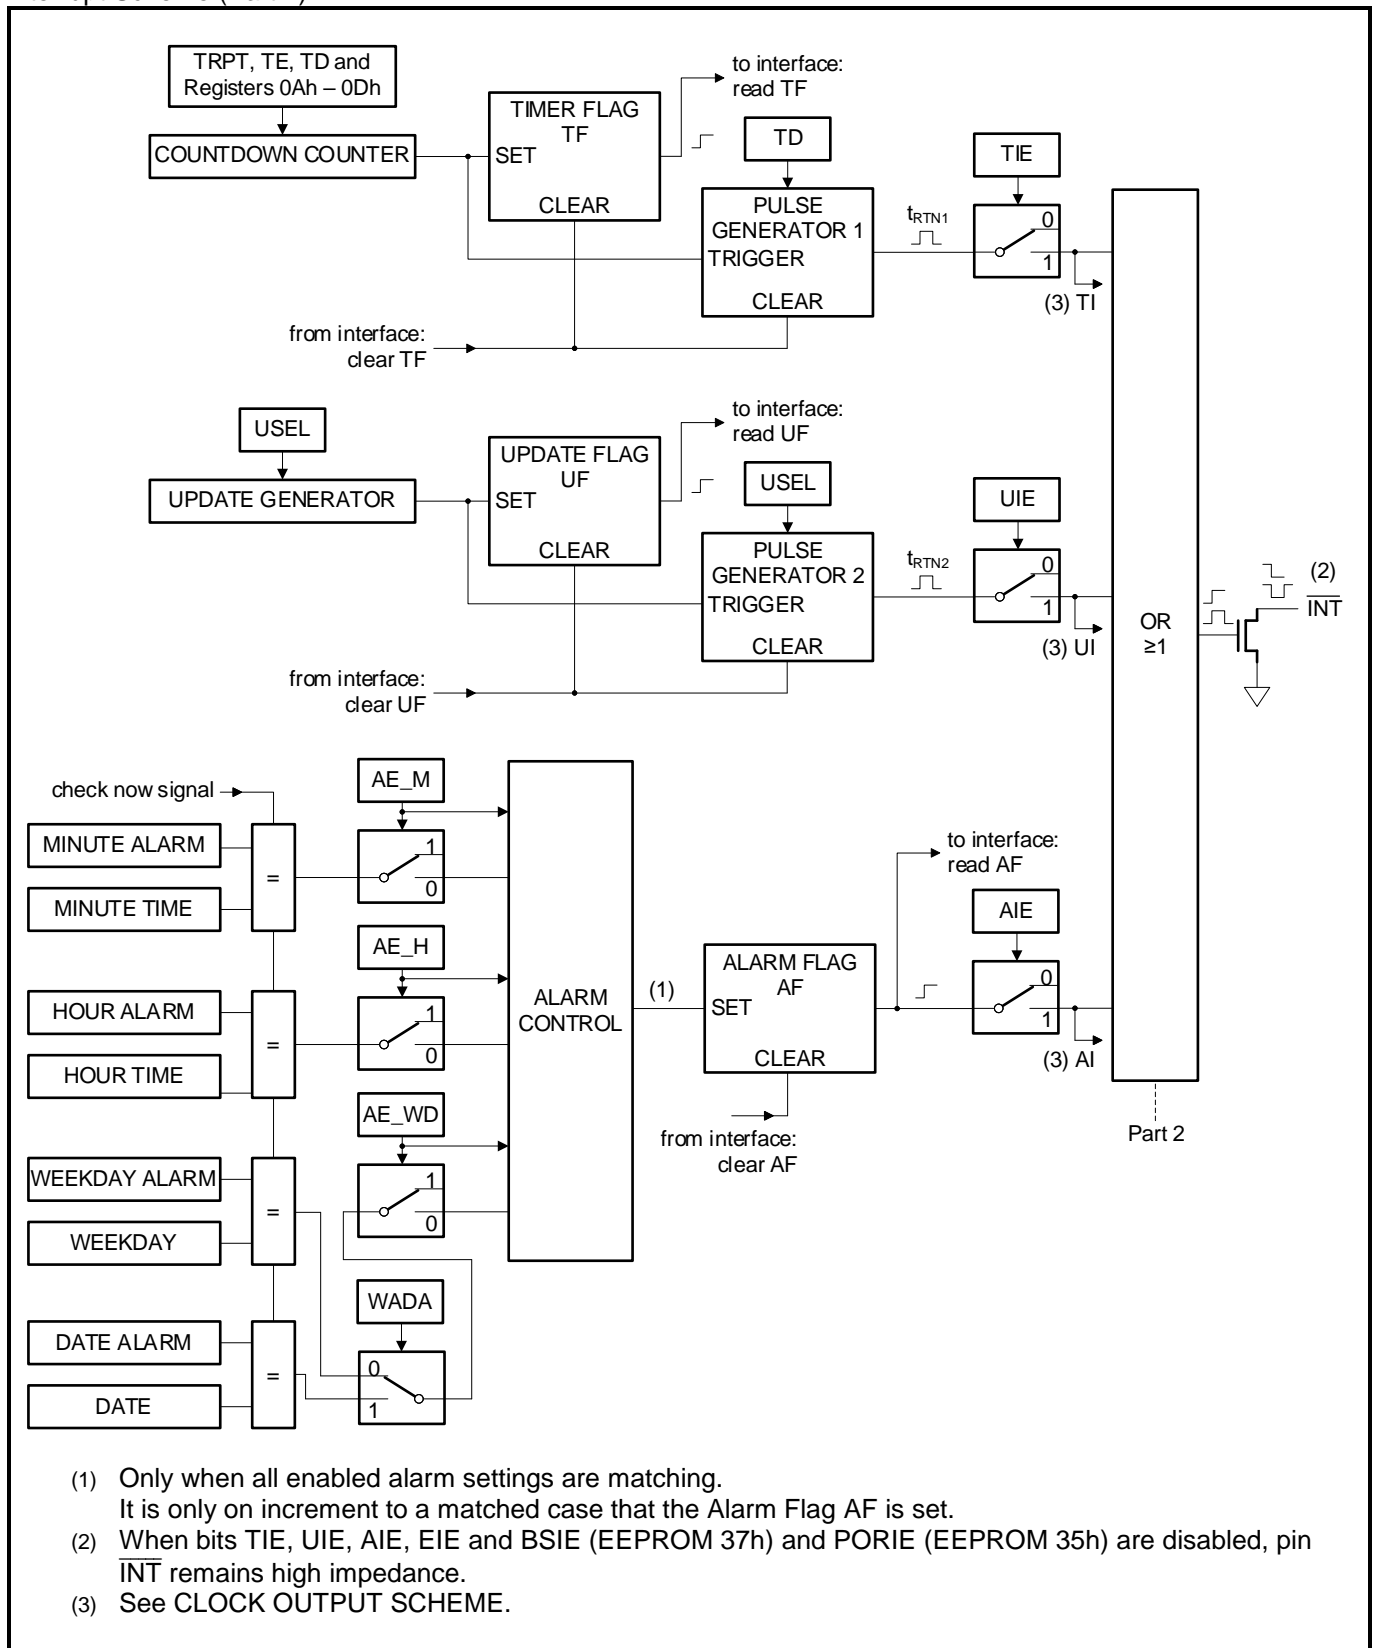 TRPT, TE, TD and
Registers 0Ah – 0Dh
COUNTDOWN COUNTER
TIMER FLAG
TF
SET
CLEAR
to interface:
read TF
TD
PULSE
GENERATOR 1
TRIGGER
CLEAR
tRTN1
TIE
0
1
(3) TI
from interface:
clear TF
USEL
UPDATE GENERATOR
UPDATE FLAG
UF
SET
CLEAR
to interface:
read UF
USEL
PULSE
GENERATOR 2
TRIGGER
CLEAR
tRTN2
UIE
0
1
(3) UI
from interface:
clear UF
OR
≥1
(2)
INT
check now signal
MINUTE ALARM
MINUTE TIME
=
AE_M
1
0
HOUR ALARM
HOUR TIME
=
AE_H
1
0
WEEKDAY ALARM
WEEKDAY
=
AE_WD
1
0
DATE ALARM
DATE
=
WADA
0
1
ALARM
CONTROL
(1)
ALARM FLAG
AF
SET
CLEAR
from interface:
clear AF
to interface:
read AF
AIE
0
1
(3) AI
Part 2
(1) Only when all enabled alarm settings are matching.
It is only on increment to a matched case that the Alarm Flag AF is set.
(2) When bits TIE, UIE, AIE, EIE and BSIE (EEPROM 37h) and PORIE (EEPROM 35h) are disabled, pin
INT remains high impedance.
(3) See CLOCK OUTPUT SCHEME.